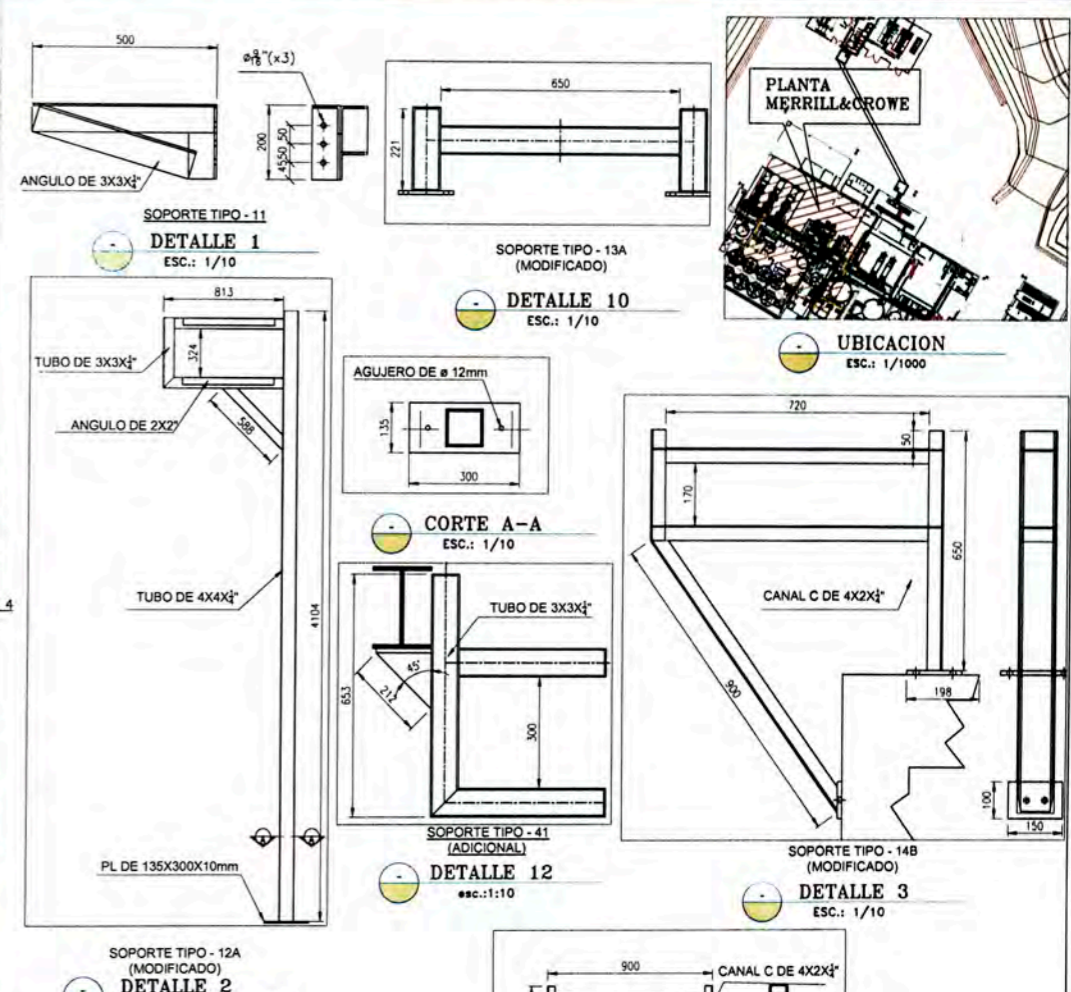 500
ø9/16"(x3)
200
50
50
45
ANGULO DE 3X3X¼"
SOPORTE TIPO - 11
DETALLE 1
ESC.: 1/10
650
221
SOPORTE TIPO - 13A
(MODIFICADO)
DETALLE 10
ESC.: 1/10
PLANTA
MERRILL&CROWE
UBICACION
ESC.: 1/1000
813
TUBO DE 3X3X¼"
324
ANGULO DE 2X2"
588
TUBO DE 4X4X¼"
4104
4
PL DE 135X300X10mm
SOPORTE TIPO - 12A
(MODIFICADO)
DETALLE 2
AGUJERO DE ø 12mm
135
300
CORTE A-A
ESC.: 1/10
TUBO DE 3X3X¼"
45°
212
653
300
SOPORTE TIPO - 41
(ADICIONAL)
DETALLE 12
esc.:1:10
720
50
170
650
CANAL C DE 4X2X¼"
900
198
100
150
SOPORTE TIPO - 14B
(MODIFICADO)
DETALLE 3
ESC.: 1/10
900
CANAL C DE 4X2X¼"